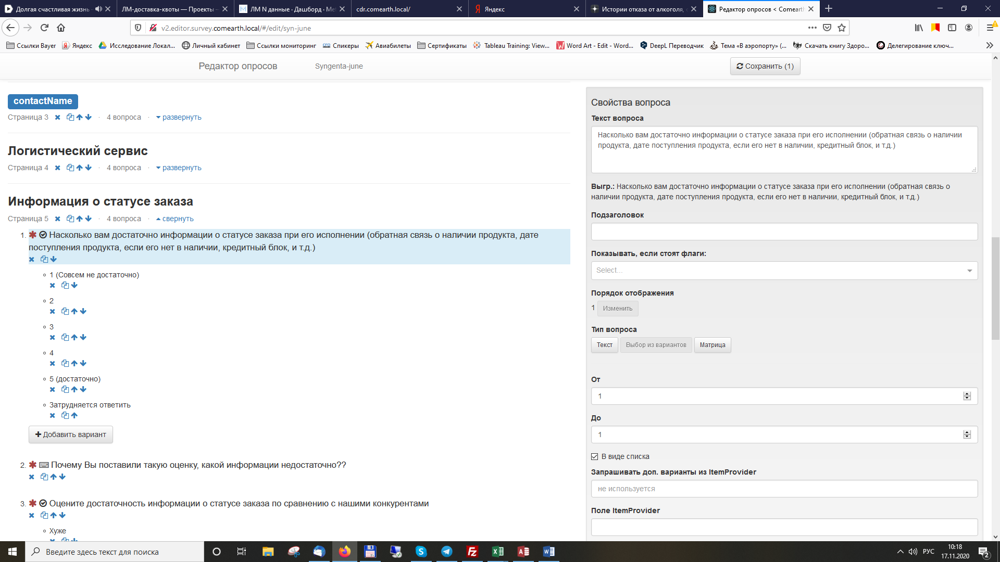 Долгая счастливая жизнь
ЛМ-доставка-квоты — Проекты
ЛМ N данные · Дашборд · Me
cdr.comearth.local/
Яндекс
Истории отказа от алкоголя,
Редактор опросов < Comearth
v2.editor.survey.comearth.local/#/edit/syn-june
Ссылки Bayer
Яндекс
Исследование Локал...
Личный кабинет
Ссылки мониторинг
Спикеры
Авиабилеты
Сертификаты
Tableau Training: View...
Word Art - Edit - Word...
DeepL Переводчик
Тема «В аэропорту» (...
Скачать книгу Здоро...
Делегирование ключ...
Редактор опросов
Syngenta-june
Сохранить (1)
contactName
Страница 3 · 4 вопроса · развернуть
Логистический сервис
Страница 4 · 4 вопроса · развернуть
Информация о статусе заказа
Страница 5 · 4 вопроса · свернуть
1. Насколько вам достаточно информации о статусе заказа при его исполнении (обратная связь о наличии продукта, дате
поступления продукта, если его нет в наличии, кредитный блок, и т.д.)
1 (Совсем не достаточно)
2
3
4
5 (достаточно)
Затрудняется ответить
Добавить вариант
2. Почему Вы поставили такую оценку, какой информации недостаточно??
3. Оцените достаточность информации о статусе заказа по сравнению с нашими конкурентами
Хуже
Свойства вопроса
Текст вопроса
Насколько вам достаточно информации о статусе заказа при его исполнении (обратная связь о наличии
продукта, дате поступления продукта, если его нет в наличии, кредитный блок, и т.д.)
Выгр.: Насколько вам достаточно информации о статусе заказа при его исполнении (обратная связь о
наличии продукта, дате поступления продукта, если его нет в наличии, кредитный блок, и т.д.)
Подзаголовок
Показывать, если стоят флаги:
Select...
Порядок отображения
1 Изменить
Тип вопроса
Текст Выбор из вариантов Матрица
От
1
До
1
В виде списка
Запрашивать доп. варианты из ItemProvider
не используется
Поле ItemProvider
Введите здесь текст для поиска
РУС
10:18
17.11.2020
2